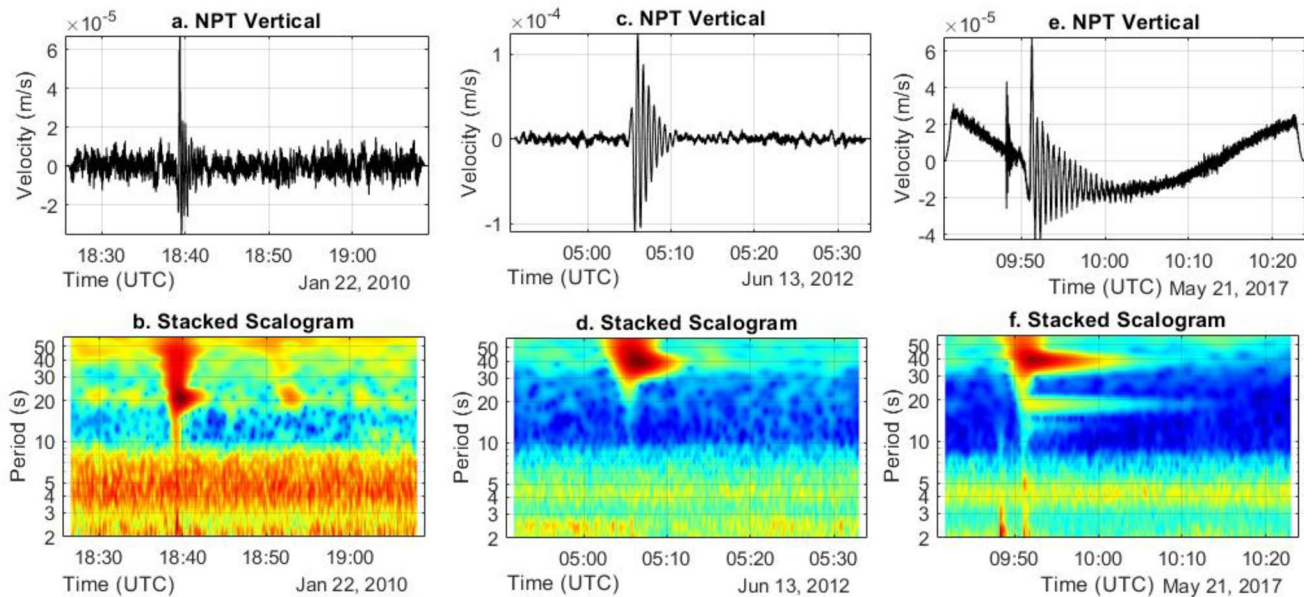 a. NPT Vertical
×10⁻⁵
6
4
2
0
-2
Velocity (m/s)
18:30 18:40 18:50 19:00
Time (UTC) Jan 22, 2010
c. NPT Vertical
×10⁻⁴
1
0
-1
Velocity (m/s)
05:00 05:10 05:20 05:30
Time (UTC) Jun 13, 2012
e. NPT Vertical
×10⁻⁵
6
4
2
0
-2
-4
Velocity (m/s)
09:50 10:00 10:10 10:20
Time (UTC) May 21, 2017
b. Stacked Scalogram
50
40
30
20
10
5
4
3
2
Period (s)
18:30 18:40 18:50 19:00
Time (UTC) Jan 22, 2010
d. Stacked Scalogram
50
40
30
20
10
5
4
3
2
Period (s)
05:00 05:10 05:20 05:30
Time (UTC) Jun 13, 2012
f. Stacked Scalogram
50
40
30
20
10
5
4
3
2
Period (s)
09:50 10:00 10:10 10:20
Time (UTC) May 21, 2017